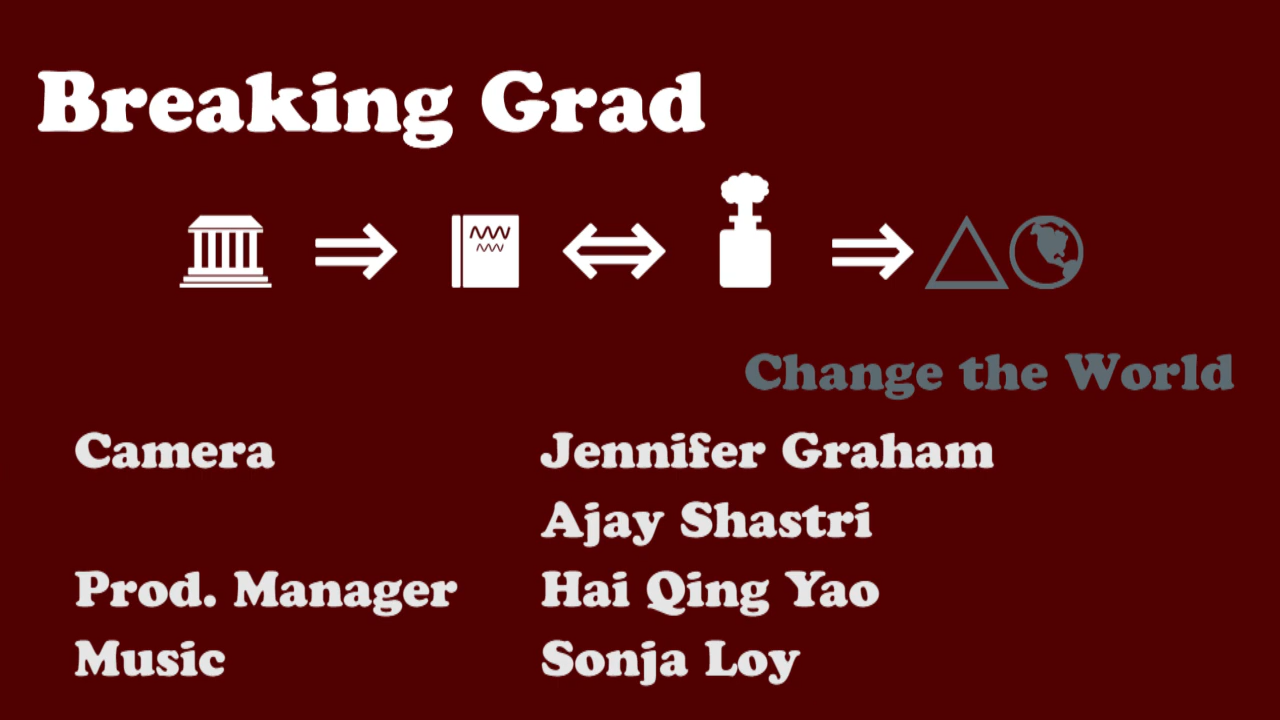 Breaking Grad
Change the World
Camera Jennifer Graham
Ajay Shastri
Prod. Manager Hai Qing Yao
Music Sonja Loy